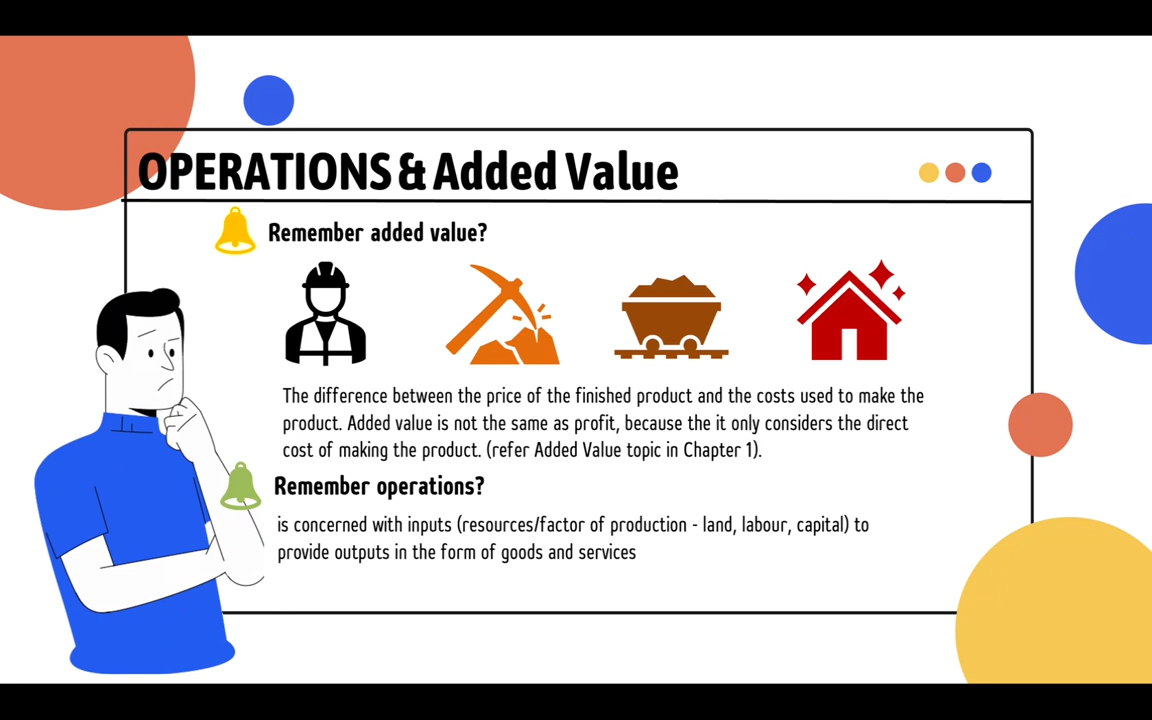 OPERATIONS & Added Value
Remember added value?
The difference between the price of the finished product and the costs used to make the
product. Added value is not the same as profit, because the it only considers the direct
cost of making the product. (refer Added Value topic in Chapter 1).
Remember operations?
is concerned with inputs (resources/factor of production - land, labour, capital) to
provide outputs in the form of goods and services